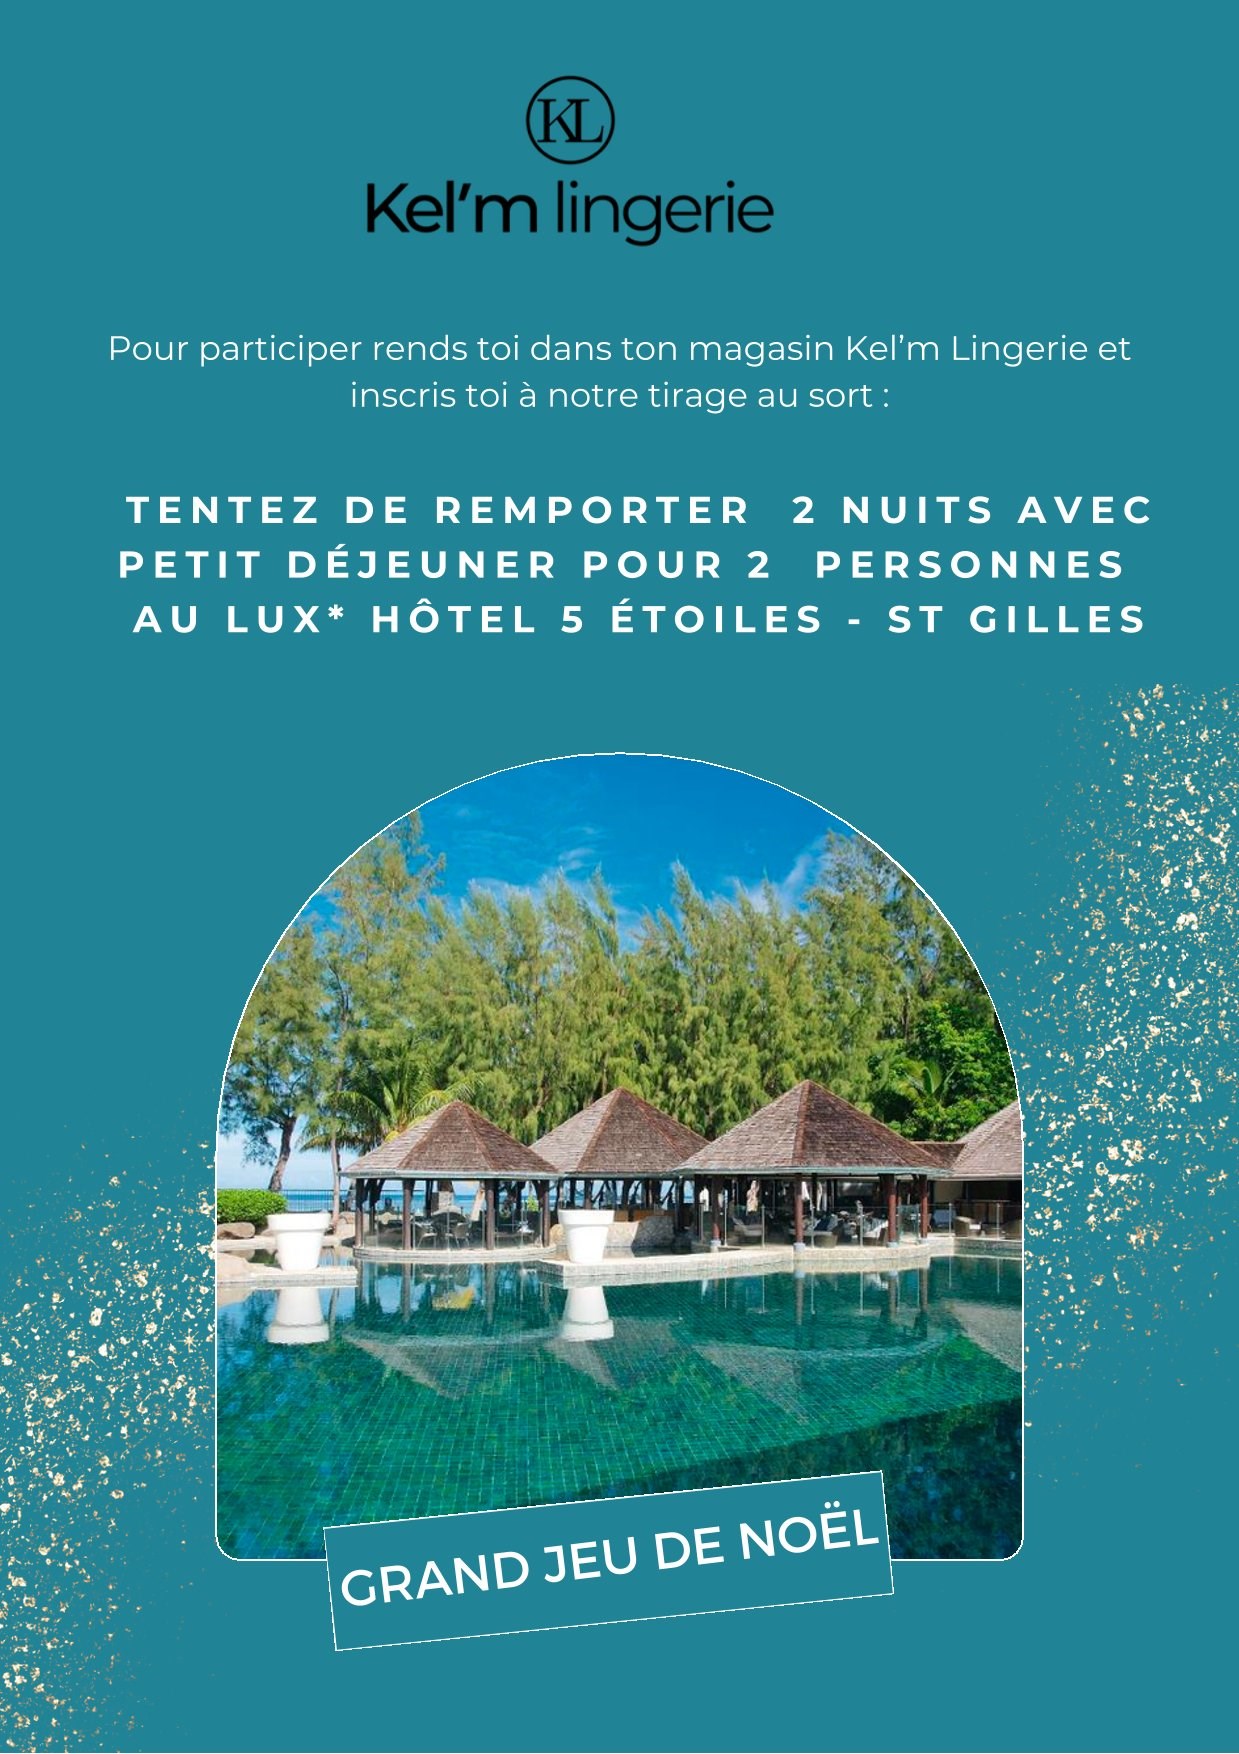 KL
Kel'm lingerie
Pour participer rends toi dans ton magasin Kel'm Lingerie et
inscris toi à notre tirage au sort :
TENTEZ DE REMPORTER 2 NUITS AVEC
PETIT DÉJEUNER POUR 2 PERSONNES
AU LUX* HÔTEL 5 ÉTOILES - ST GILLES
GRAND JEU DE NOËL